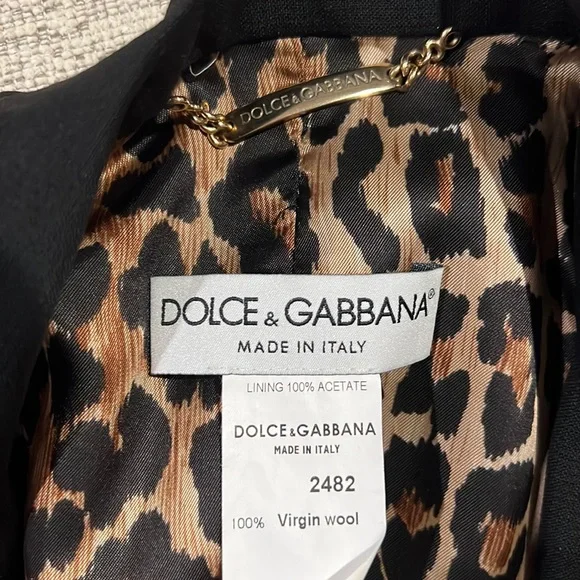 DOLCE&GABBANA
DOLCE & GABBANA®
MADE IN ITALY
LINING 100% ACETATE
DOLCE&GABBANA
MADE IN ITALY
2482
100% Virgin wool